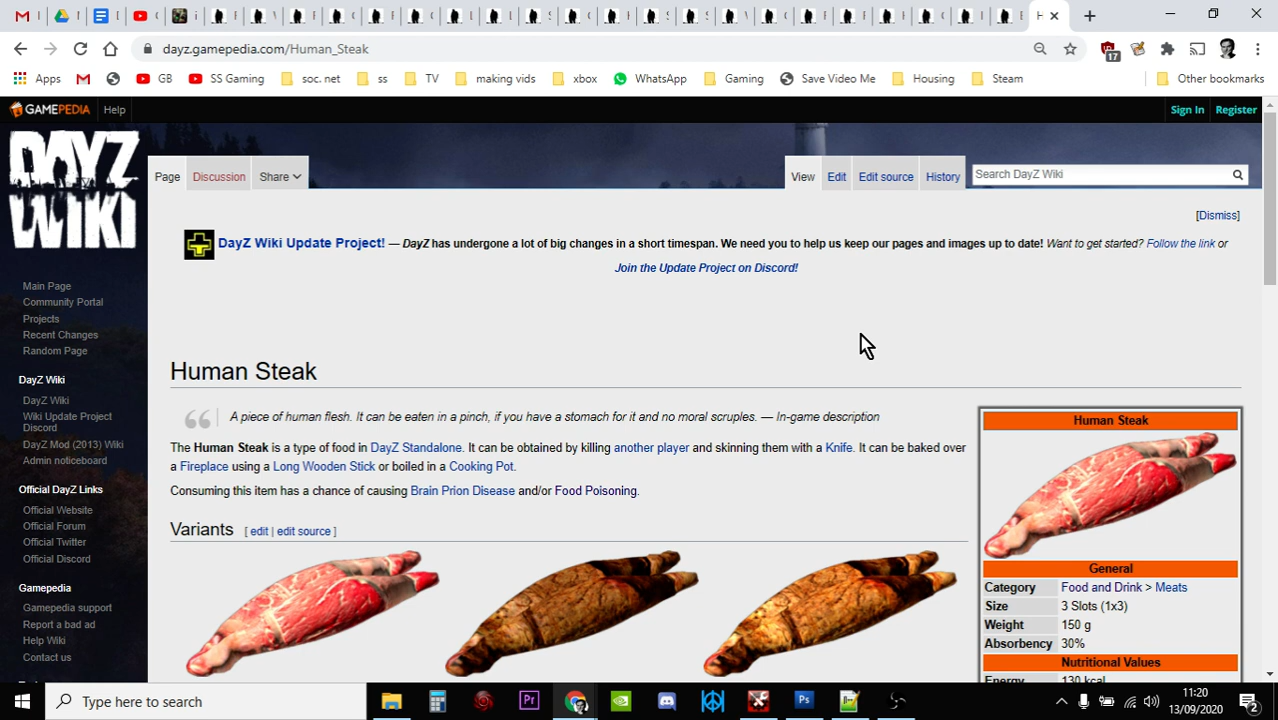 dayz.gamepedia.com/Human_Steak
17
Apps
GB
SS Gaming
soc. net
ss
TV
making vids
xbox
WhatsApp
Gaming
Save Video Me
Housing
Steam
Other bookmarks
GAMEPEDIA
Help
Sign In
Register
DAYZ
WIKI
Page
Discussion
Share
View
Edit
Edit source
History
Search DayZ Wiki
[Dismiss]
DayZ Wiki Update Project! — DayZ has undergone a lot of big changes in a short timespan. We need you to help us keep our pages and images up to date! Want to get started? Follow the link or
Join the Update Project on Discord!
Main Page
Community Portal
Projects
Recent Changes
Random Page
DayZ Wiki
DayZ Wiki
Wiki Update Project
Discord
DayZ Mod (2013) Wiki
Admin noticeboard
Official DayZ Links
Official Website
Official Forum
Official Twitter
Official Discord
Gamepedia
Gamepedia support
Report a bad ad
Help Wiki
Contact us
Human Steak
A piece of human flesh. It can be eaten in a pinch, if you have a stomach for it and no moral scruples. — In-game description
The Human Steak is a type of food in DayZ Standalone. It can be obtained by killing another player and skinning them with a Knife. It can be baked over
a Fireplace using a Long Wooden Stick or boiled in a Cooking Pot.
Consuming this item has a chance of causing Brain Prion Disease and/or Food Poisoning.
Variants [ edit | edit source ]
Human Steak
General
Category Food and Drink > Meats
Size 3 Slots (1x3)
Weight 150 g
Absorbency 30%
Nutritional Values
Energy 130 kcal
Type here to search
11:20
13/09/2020
2